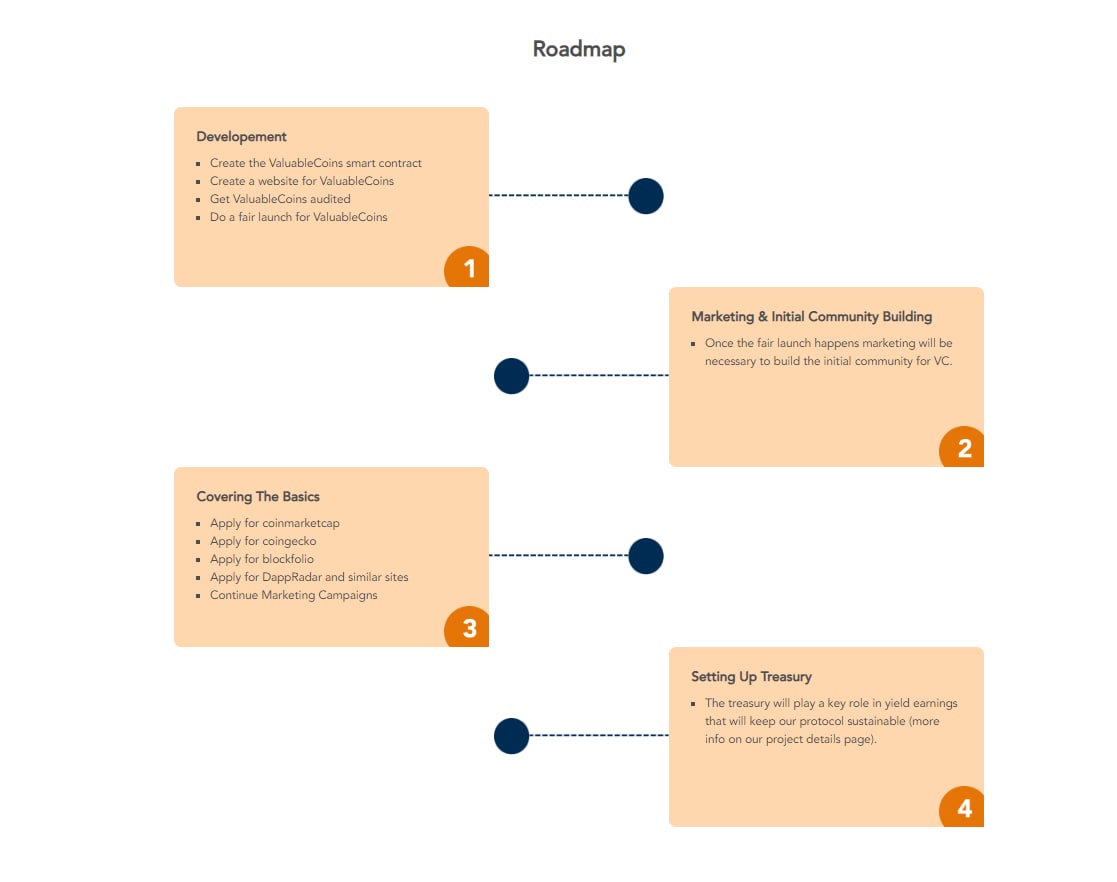 Roadmap
Developement
Create the ValuableCoins smart contract
Create a website for ValuableCoins
Get ValuableCoins audited
Do a fair launch for ValuableCoins
1
Marketing & Initial Community Building
Once the fair launch happens marketing will be
necessary to build the initial community for VC.
2
Covering The Basics
Apply for coinmarketcap
Apply for coingecko
Apply for blockfolio
Apply for DappRadar and similar sites
Continue Marketing Campaigns
3
Setting Up Treasury
The treasury will play a key role in yield earnings
that will keep our protocol sustainable (more
info on our project details page).
4